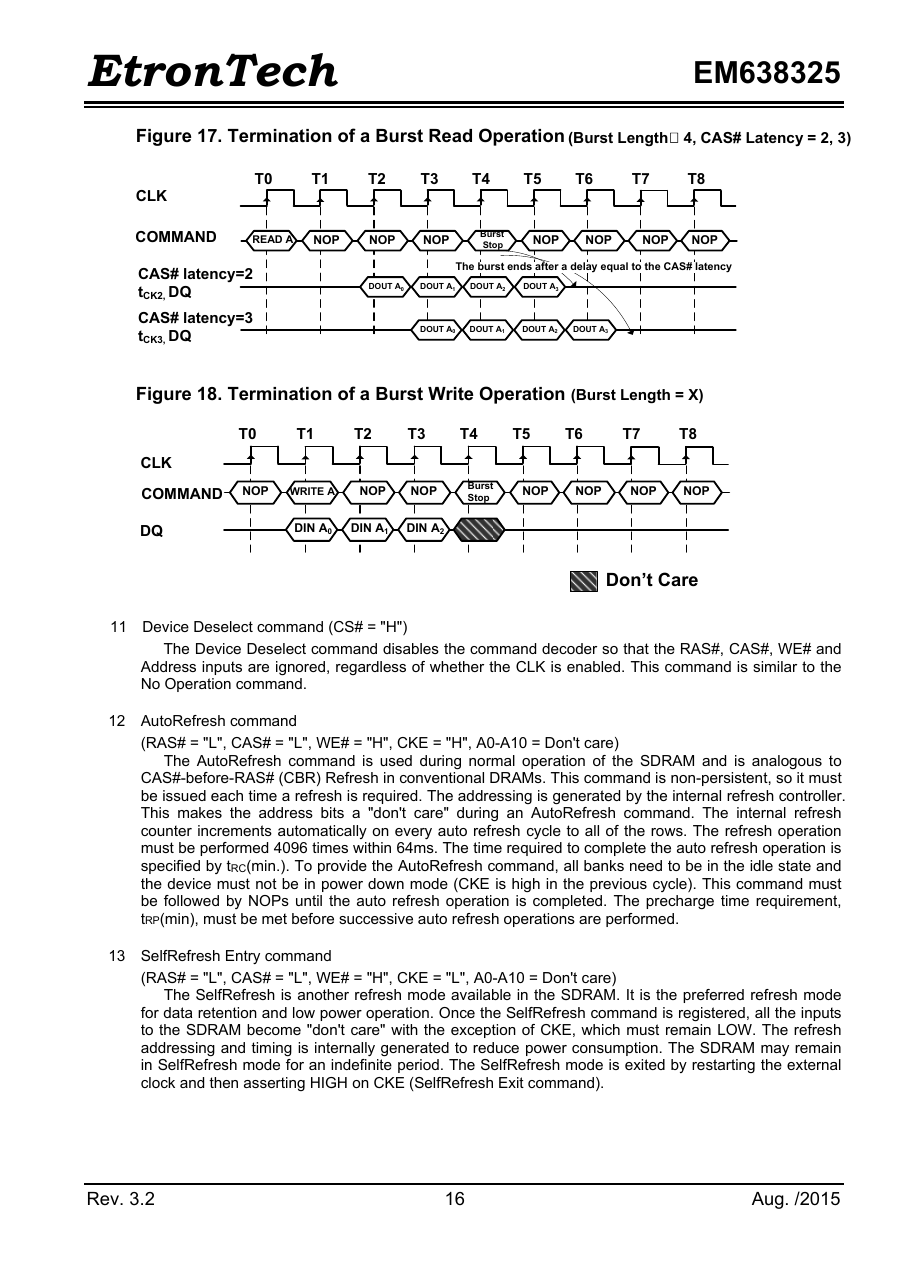 EtronTech EM638325
Figure 17. Termination of a Burst Read Operation (Burst Length□ 4, CAS# Latency = 2, 3)
T0 T1 T2 T3 T4 T5 T6 T7 T8
CLK
COMMAND READ A NOP NOP NOP Burst Stop NOP NOP NOP NOP
The burst ends after a delay equal to the CAS# latency
CAS# latency=2
tCK2, DQ DOUT A0 DOUT A1 DOUT A2 DOUT A3
CAS# latency=3
tCK3, DQ DOUT A0 DOUT A1 DOUT A2 DOUT A3
Figure 18. Termination of a Burst Write Operation (Burst Length = X)
T0 T1 T2 T3 T4 T5 T6 T7 T8
CLK
COMMAND NOP WRITE A NOP NOP Burst Stop NOP NOP NOP NOP
DQ DIN A0 DIN A1 DIN A2
Don’t Care
11 Device Deselect command (CS# = "H")
The Device Deselect command disables the command decoder so that the RAS#, CAS#, WE# and
Address inputs are ignored, regardless of whether the CLK is enabled. This command is similar to the
No Operation command.
12 AutoRefresh command
(RAS# = "L", CAS# = "L", WE# = "H", CKE = "H", A0-A10 = Don't care)
The AutoRefresh command is used during normal operation of the SDRAM and is analogous to
CAS#-before-RAS# (CBR) Refresh in conventional DRAMs. This command is non-persistent, so it must
be issued each time a refresh is required. The addressing is generated by the internal refresh controller.
This makes the address bits a "don't care" during an AutoRefresh command. The internal refresh
counter increments automatically on every auto refresh cycle to all of the rows. The refresh operation
must be performed 4096 times within 64ms. The time required to complete the auto refresh operation is
specified by tRC(min.). To provide the AutoRefresh command, all banks need to be in the idle state and
the device must not be in power down mode (CKE is high in the previous cycle). This command must
be followed by NOPs until the auto refresh operation is completed. The precharge time requirement,
tRP(min), must be met before successive auto refresh operations are performed.
13 SelfRefresh Entry command
(RAS# = "L", CAS# = "L", WE# = "H", CKE = "L", A0-A10 = Don't care)
The SelfRefresh is another refresh mode available in the SDRAM. It is the preferred refresh mode
for data retention and low power operation. Once the SelfRefresh command is registered, all the inputs
to the SDRAM become "don't care" with the exception of CKE, which must remain LOW. The refresh
addressing and timing is internally generated to reduce power consumption. The SDRAM may remain
in SelfRefresh mode for an indefinite period. The SelfRefresh mode is exited by restarting the external
clock and then asserting HIGH on CKE (SelfRefresh Exit command).
Rev. 3.2 16 Aug. /2015